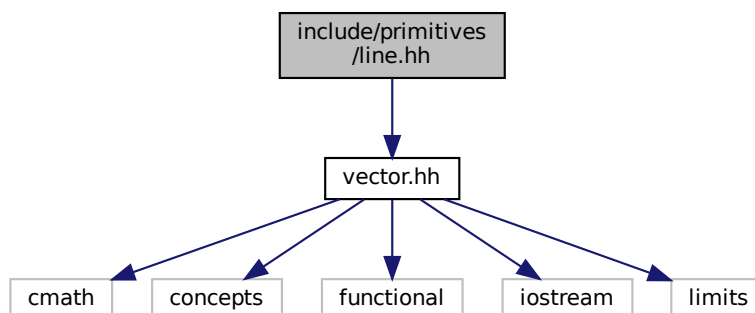 include/primitives
/line.hh
vector.hh
cmath
concepts
functional
iostream
limits